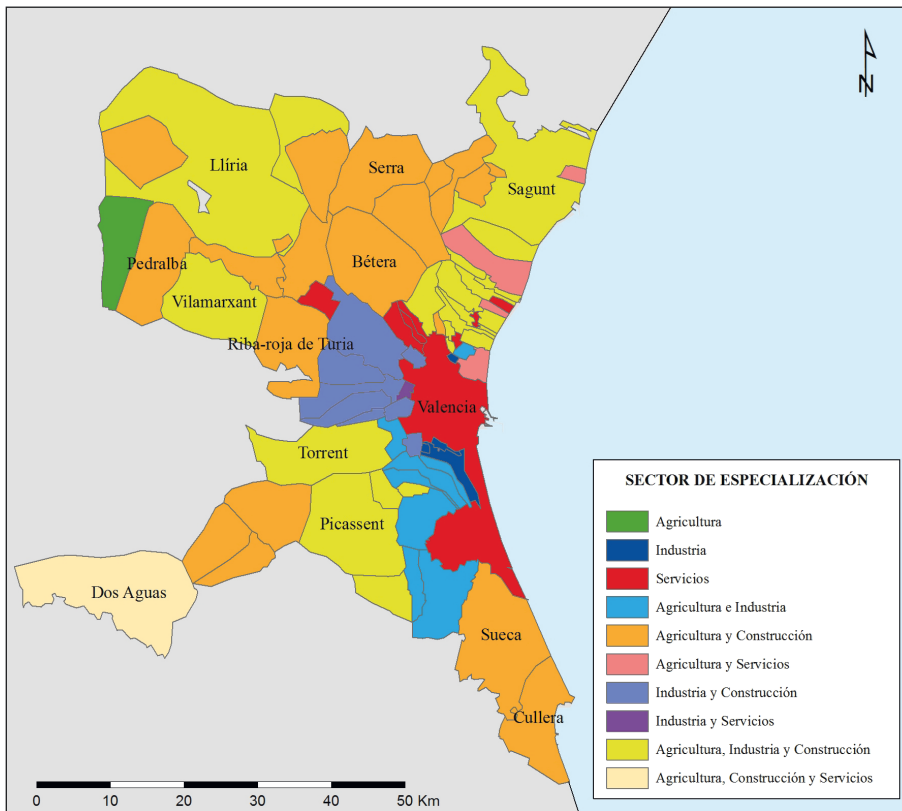 N
Llíria
Serra
Sagunt
Pedralba
Bétera
Vilamarxant
Riba-roja de Turia
Valencia
Torrent
Picassent
Dos Aguas
Sueca
Cullera
SECTOR DE ESPECIALIZACIÓN
Agricultura
Industria
Servicios
Agricultura e Industria
Agricultura y Construcción
Agricultura y Servicios
Industria y Construcción
Industria y Servicios
Agricultura, Industria y Construcción
Agricultura, Construcción y Servicios
0 10 20 30 40 50 Km